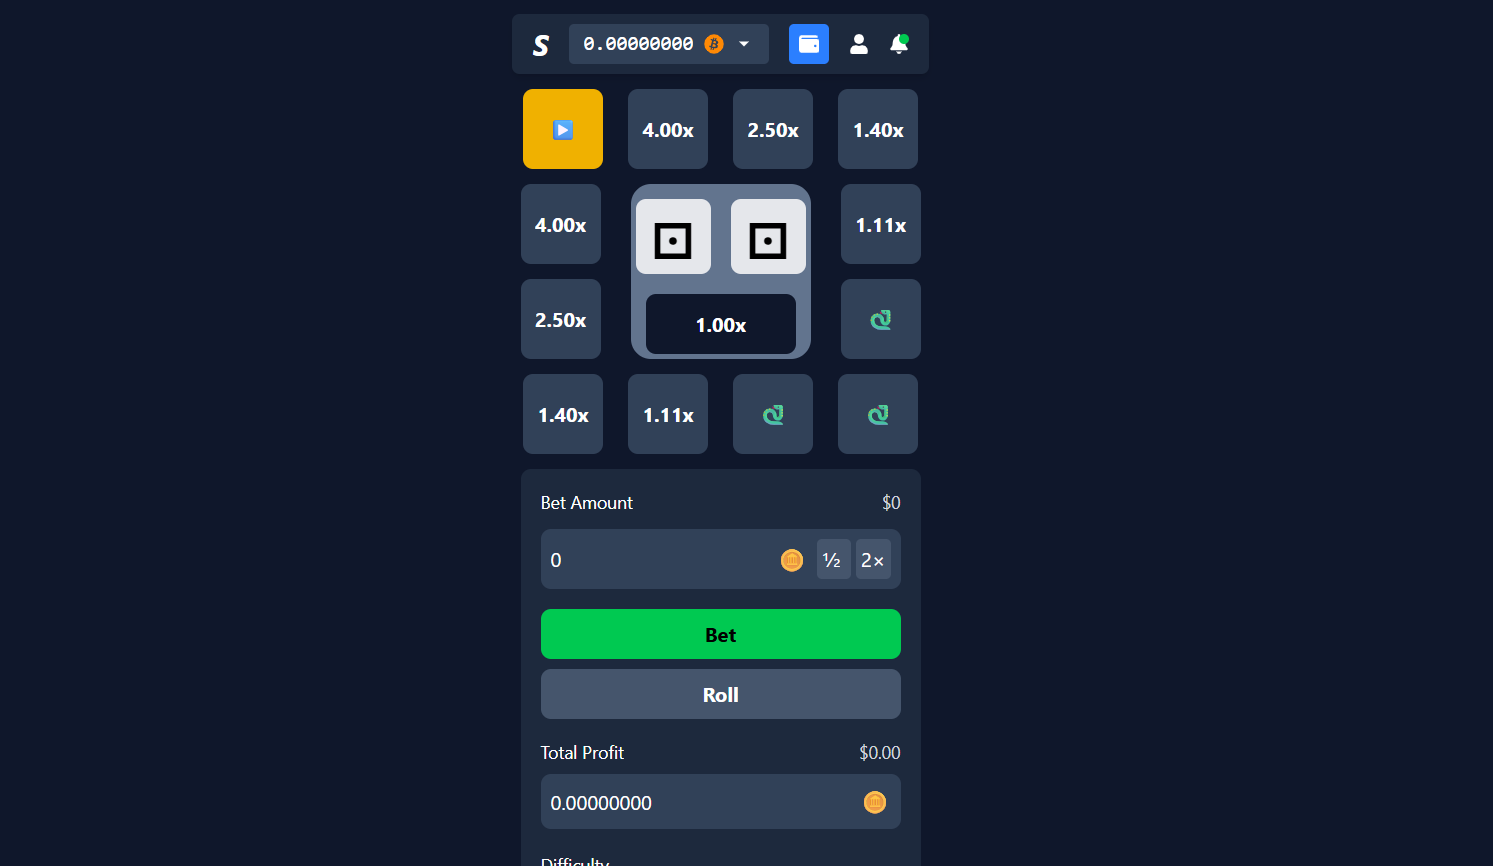 S 0.00000000
4.00x 2.50x 1.40x
4.00x 1.11x
2.50x 1.00x
1.40x 1.11x
Bet Amount $0
0 ½ 2×
Bet
Roll
Total Profit $0.00
0.00000000
Difficulty